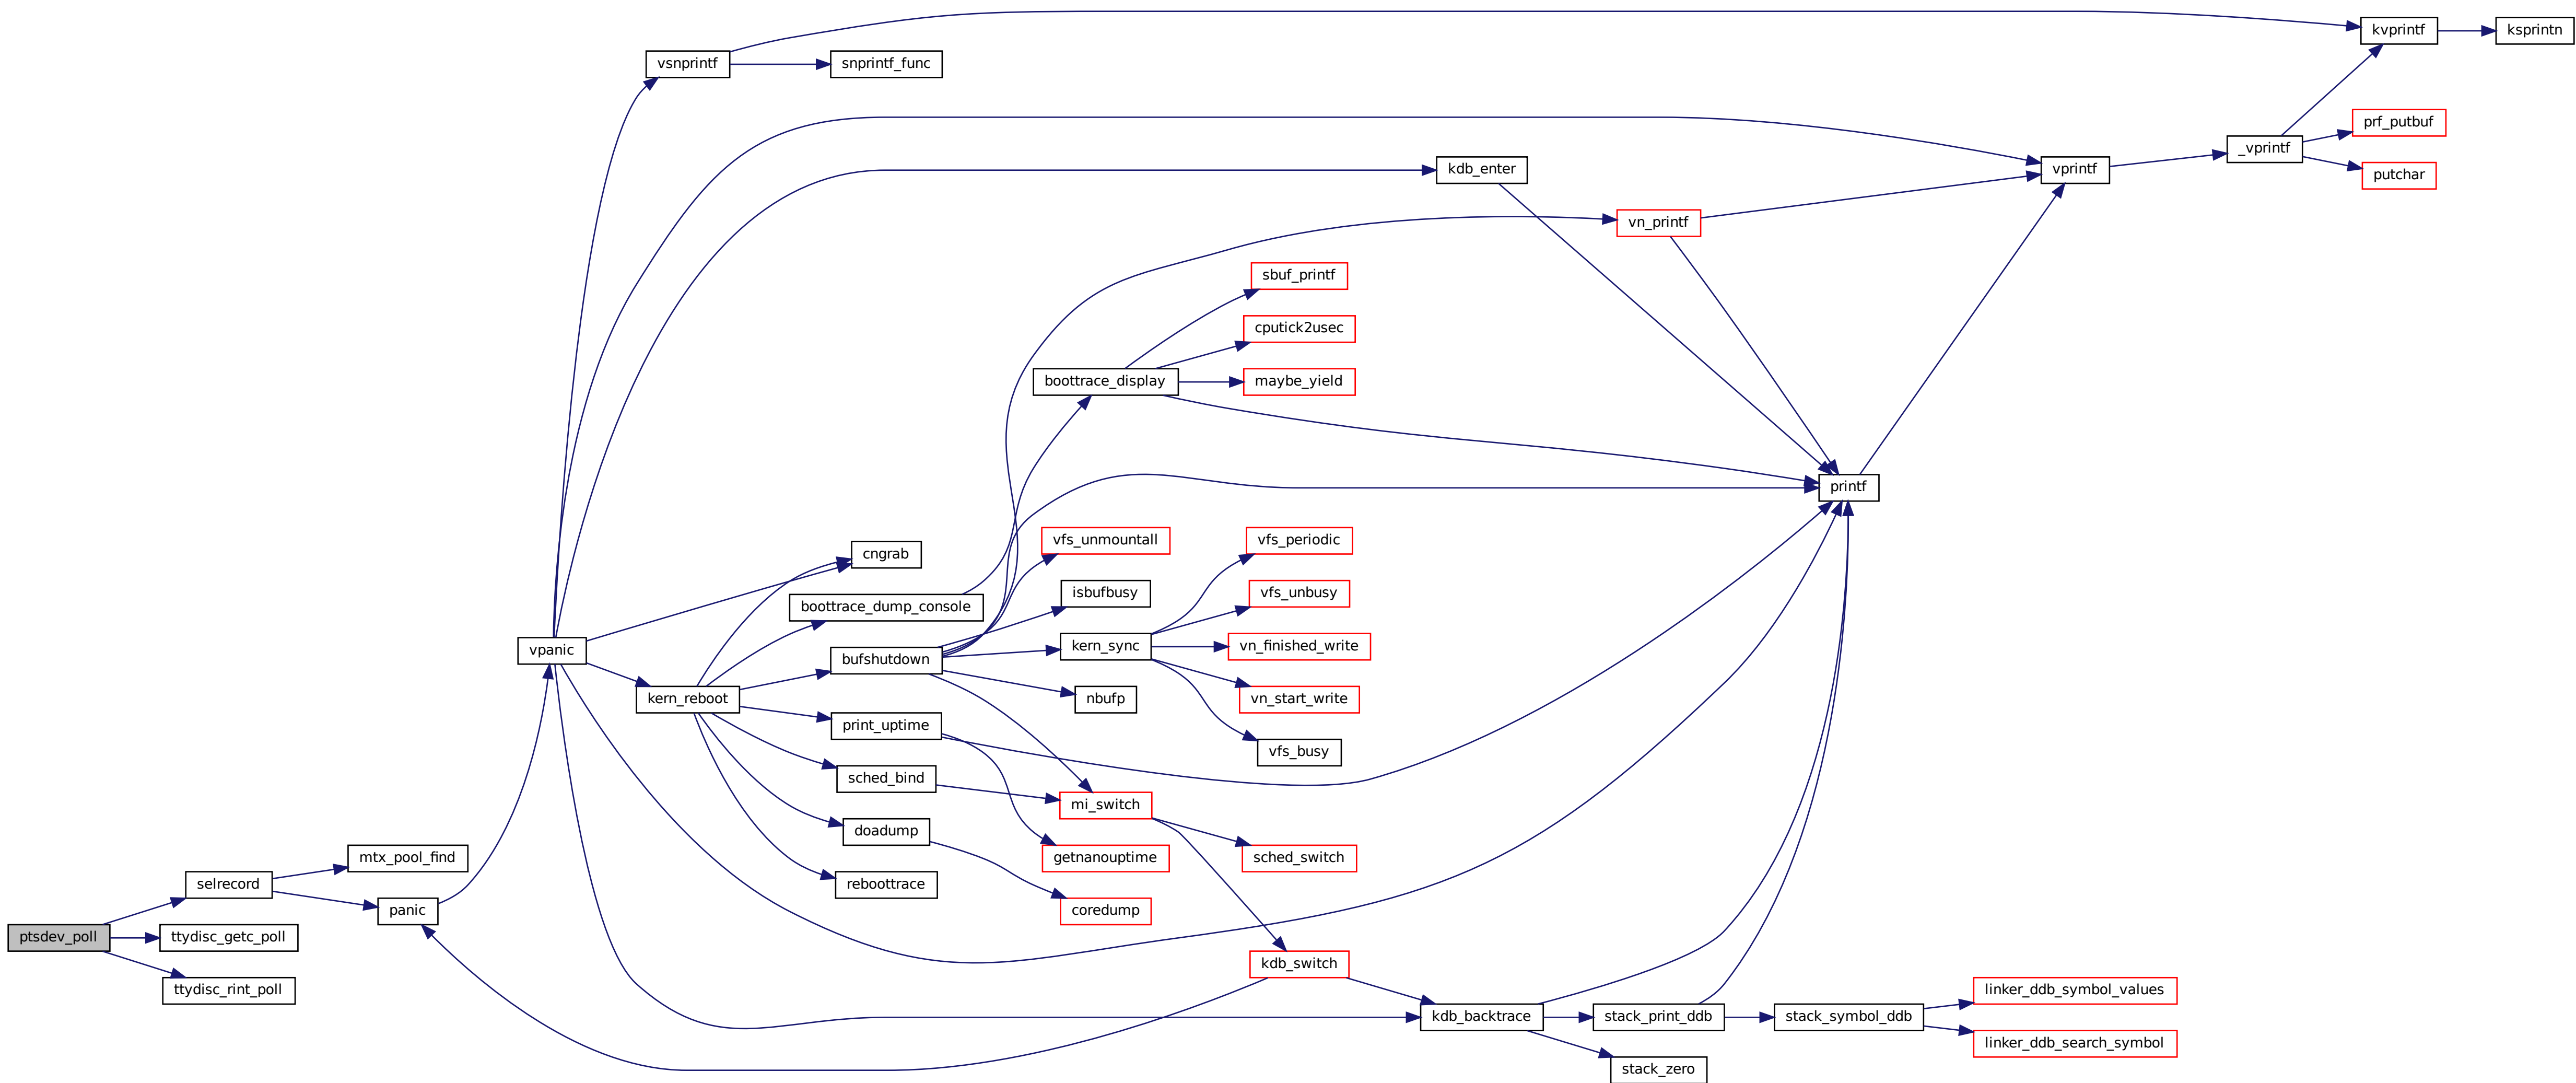 kvprintf
ksprintn
vsnprintf
snprintf_func
prf_putbuf
_vprintf
kdb_enter
vprintf
putchar
vn_printf
sbuf_printf
cputick2usec
boottrace_display
maybe_yield
printf
vfs_unmountall
vfs_periodic
cngrab
isbufbusy
vfs_unbusy
boottrace_dump_console
vpanic
bufshutdown
kern_sync
vn_finished_write
kern_reboot
nbufp
vn_start_write
print_uptime
vfs_busy
sched_bind
mi_switch
doadump
mtx_pool_find
getnanouptime
sched_switch
selrecord
reboottrace
panic
coredump
ptsdev_poll
ttydisc_getc_poll
kdb_switch
ttydisc_rint_poll
linker_ddb_symbol_values
kdb_backtrace
stack_print_ddb
stack_symbol_ddb
linker_ddb_search_symbol
stack_zero